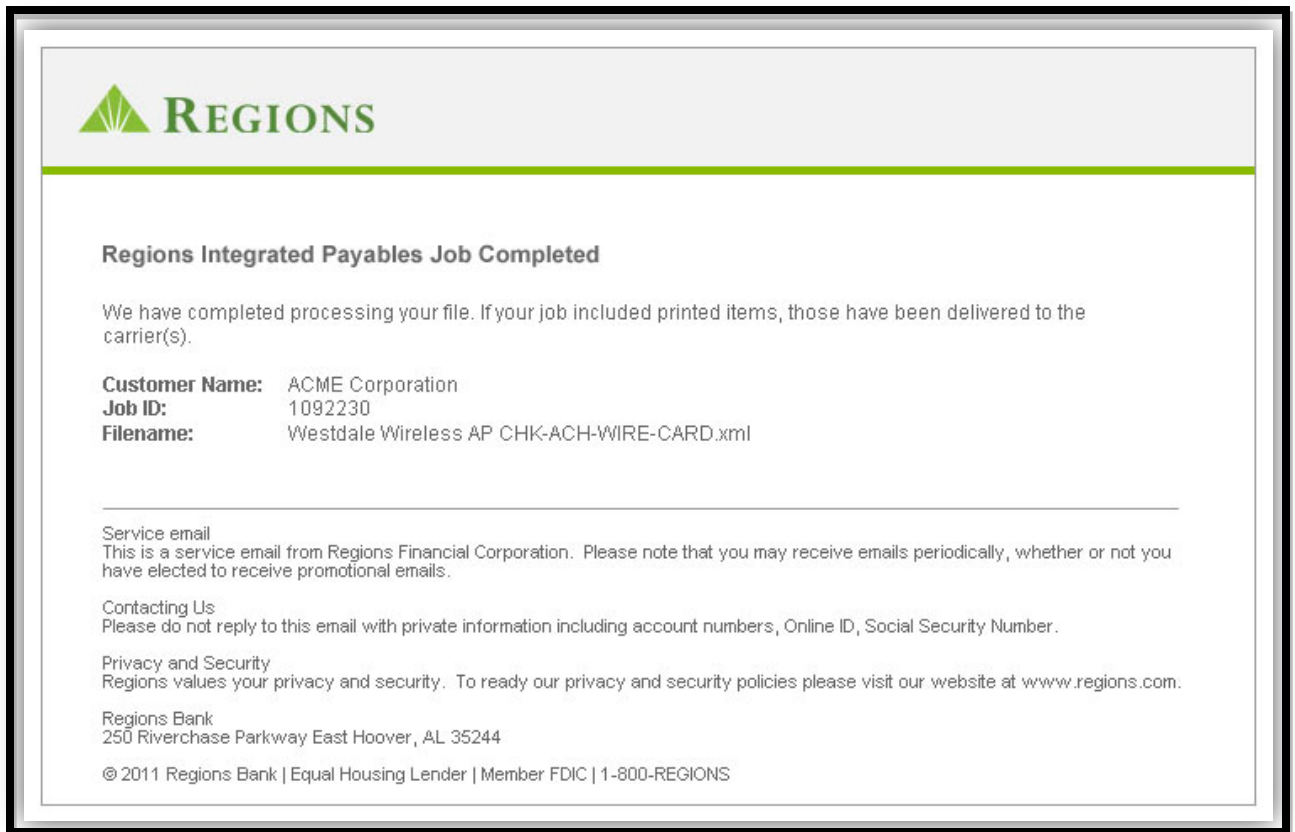 REGIONS
Regions Integrated Payables Job Completed
We have completed processing your file. If your job included printed items, those have been delivered to the
carrier(s).
Customer Name: ACME Corporation
Job ID: 1092230
Filename: Westdale Wireless AP CHK-ACH-WIRE-CARD.xml
Service email
This is a service email from Regions Financial Corporation. Please note that you may receive emails periodically, whether or not you
have elected to receive promotional emails.
Contacting Us
Please do not reply to this email with private information including account numbers, Online ID, Social Security Number.
Privacy and Security
Regions values your privacy and security. To ready our privacy and security policies please visit our website at www.regions.com.
Regions Bank
250 Riverchase Parkway East Hoover, AL 35244
© 2011 Regions Bank | Equal Housing Lender | Member FDIC | 1-800-REGIONS